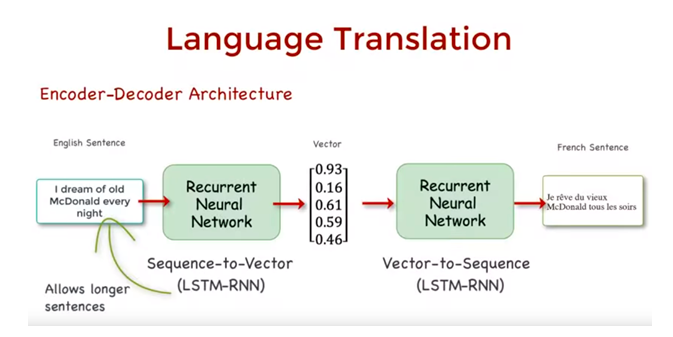 Language Translation
Encoder-Decoder Architecture
English Sentence
I dream of old
McDonald every
night
Recurrent
Neural
Network
Sequence-to-Vector
(LSTM-RNN)
Allows longer
sentences
Vector
0.93
0.16
0.61
0.59
0.46
Recurrent
Neural
Network
Vector-to-Sequence
(LSTM-RNN)
French Sentence
Je rêve du vieux
McDonald tous les soirs